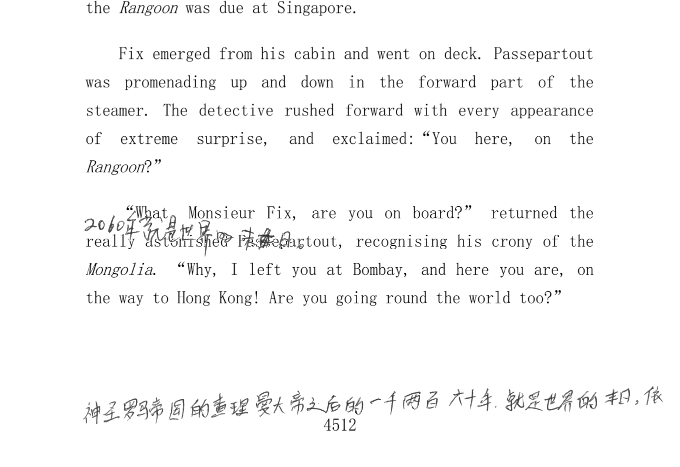 the Rangoon was due at Singapore.
Fix emerged from his cabin and went on deck. Passepartout
was promenading up and down in the forward part of the
steamer. The detective rushed forward with every appearance
of extreme surprise, and exclaimed: “You here, on the
Rangoon?”
“What, Monsieur Fix, are you on board?” returned the
2060年就是世界的末日。
really astonished Passepartout, recognising his crony of the
Mongolia. “Why, I left you at Bombay, and here you are, on
the way to Hong Kong! Are you going round the world too?”
神圣罗马帝国的查理曼大帝之后的一千两百六十年.就是世界的末日,依
4512